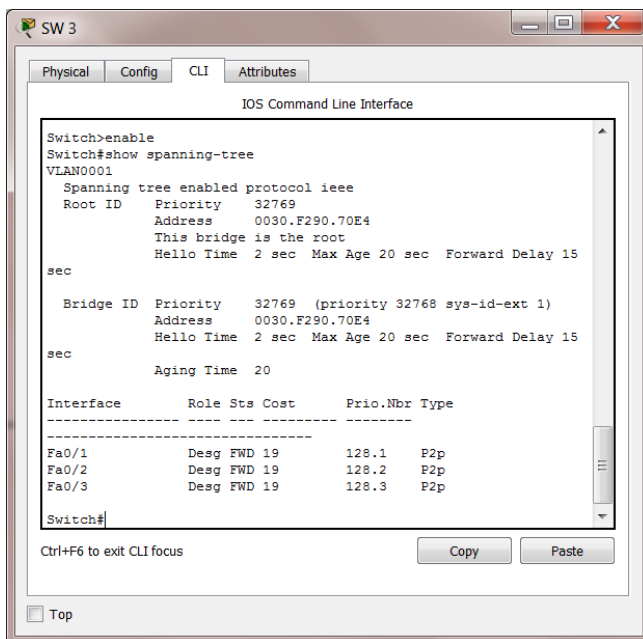 SW 3
Physical Config CLI Attributes
IOS Command Line Interface
Switch>enable
Switch#show spanning-tree
VLAN0001
  Spanning tree enabled protocol ieee
  Root ID    Priority    32769
             Address     0030.F290.70E4
             This bridge is the root
             Hello Time  2 sec  Max Age 20 sec  Forward Delay 15
sec
  Bridge ID  Priority    32769  (priority 32768 sys-id-ext 1)
             Address     0030.F290.70E4
             Hello Time  2 sec  Max Age 20 sec  Forward Delay 15
sec
             Aging Time  20
Interface        Role Sts Cost      Prio.Nbr Type
---------------- ---- --- --------- --------
--------------------------------
Fa0/1            Desg FWD 19        128.1    P2p
Fa0/2            Desg FWD 19        128.2    P2p
Fa0/3            Desg FWD 19        128.3    P2p
Switch#
Ctrl+F6 to exit CLI focus
Copy Paste
Top